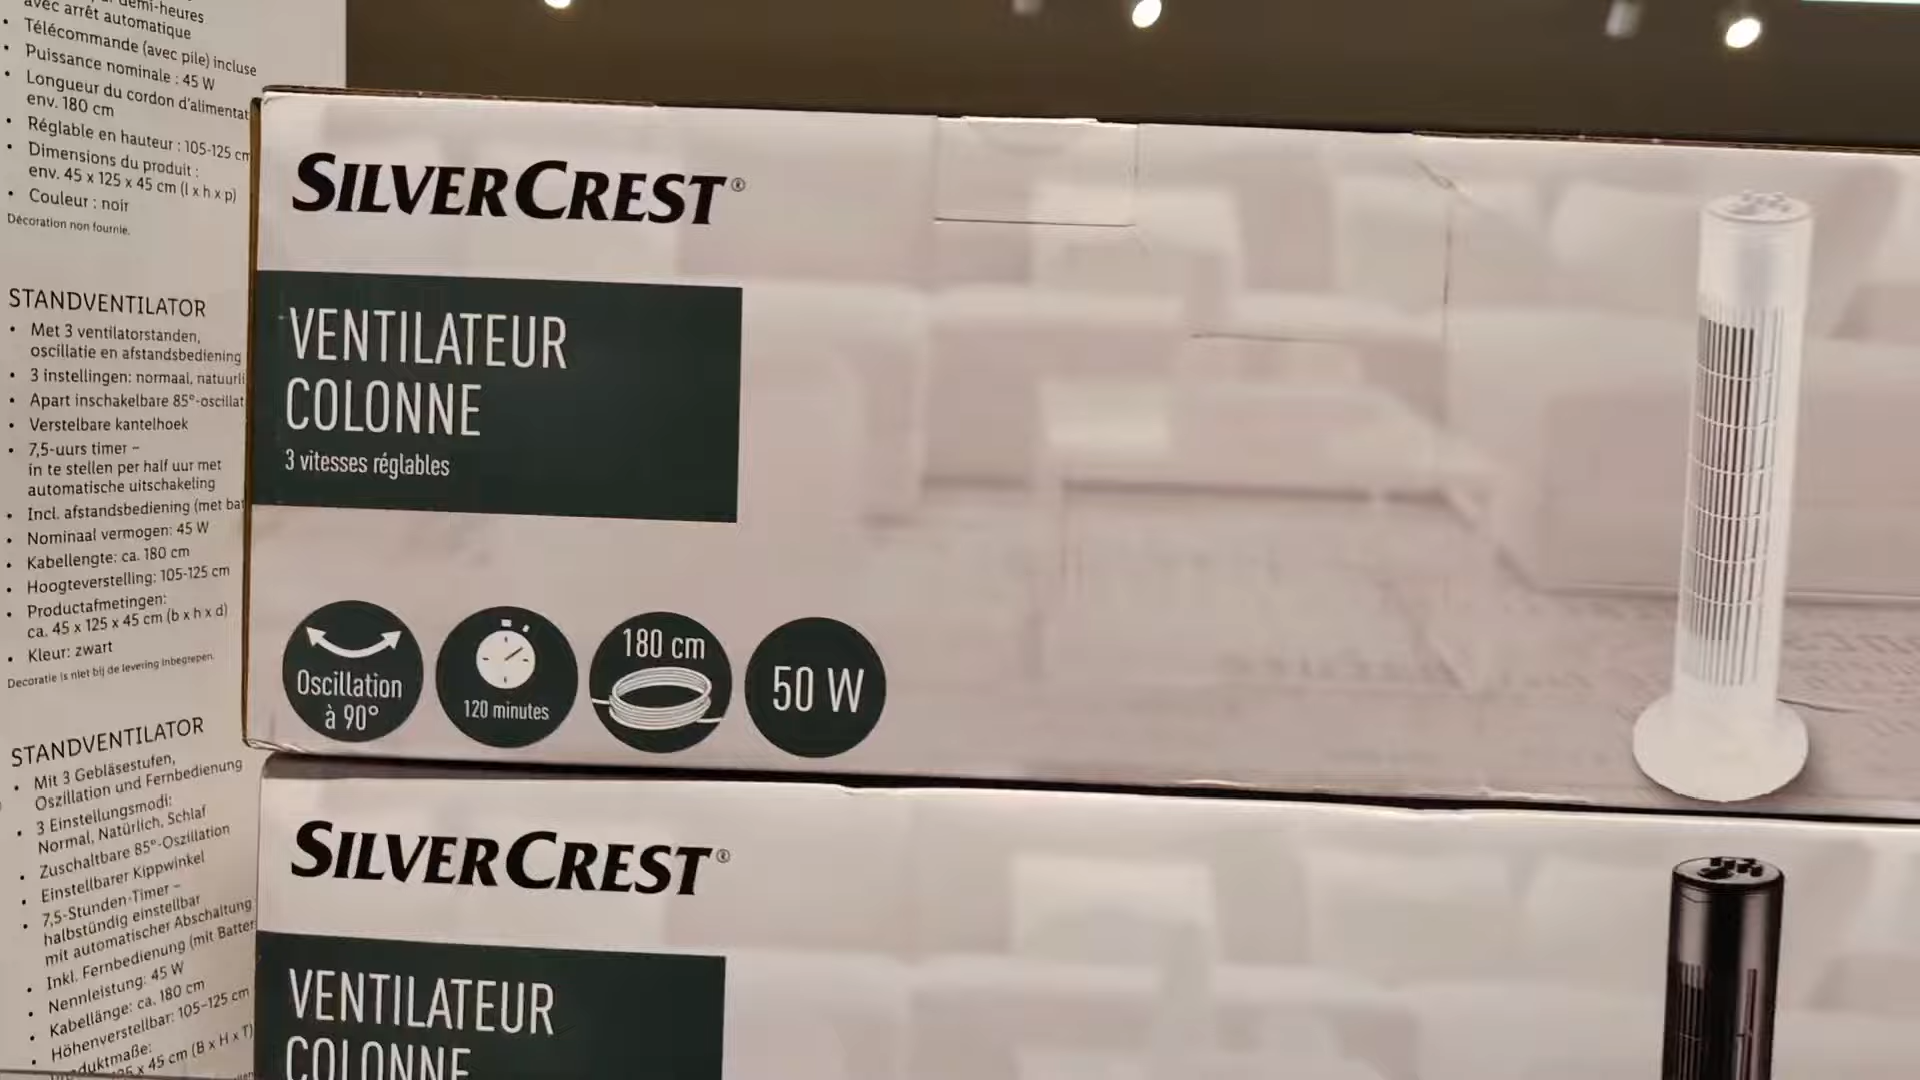 demi-heures
avec arrêt automatique
• Télécommande (avec pile) incluse
• Puissance nominale : 45 W
• Longueur du cordon d'alimentat
env. 180 cm
• Réglable en hauteur : 105-125 cm
• Dimensions du produit :
env. 45 x 125 x 45 cm (l x h x p)
• Couleur : noir
Décoration non fournie.
STANDVENTILATOR
• Met 3 ventilatorstanden,
oscillatie en afstandsbediening
• 3 instellingen: normaal, natuurli
• Apart inschakelbare 85°-oscillat
• Verstelbare kantelhoek
• 7,5-uurs timer –
in te stellen per half uur met
automatische uitschakeling
• Incl. afstandsbediening (met bat
• Nominaal vermogen: 45 W
• Kabellengte: ca. 180 cm
• Hoogteverstelling: 105-125 cm
• Productafmetingen:
ca. 45 x 125 x 45 cm (b x h x d)
• Kleur: zwart
Decoratie is niet bij de levering inbegrepen.
STANDVENTILATOR
• Mit 3 Gebläsestufen,
Oszillation und Fernbedienung
• 3 Einstellungsmodi:
Normal, Natürlich, Schlaf
• Zuschaltbare 85°-Oszillation
• Einstellbarer Kippwinkel
• 7,5-Stunden-Timer –
halbstündig einstellbar
mit automatischer Abschaltung
• Inkl. Fernbedienung (mit Batter
• Nennleistung: 45 W
• Kabellänge: ca. 180 cm
• Höhenverstellbar: 105–125 cm
duktmaße:
x 45 cm (B x H x T)
SILVERCREST®
VENTILATEUR
COLONNE
3 vitesses réglables
Oscillation
à 90°
120 minutes
180 cm
50 W
SILVERCREST®
VENTILATEUR
COLONNE